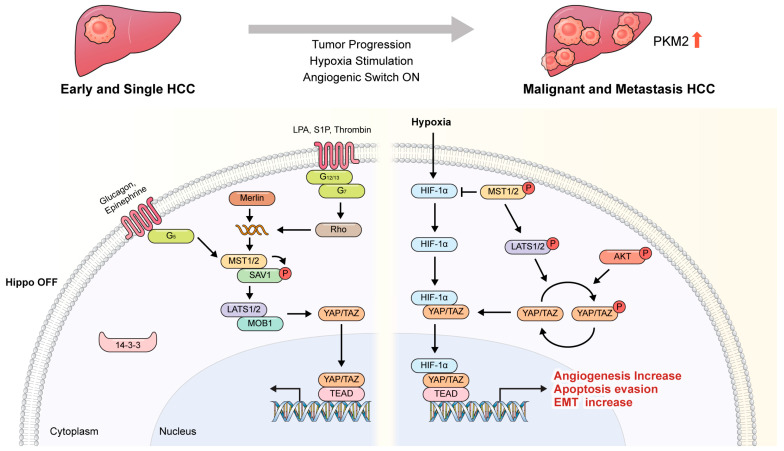 Tumor Progression
Hypoxia Stimulation
Angiogenic Switch ON
PKM2
Early and Single HCC
Malignant and Metastasis HCC
LPA, S1P, Thrombin
G12/13
G?
Glucagon,
Epinephrine
Gs
Merlin
Rho
MST1/2
SAV1
P
Hippo OFF
LATS1/2
MOB1
YAP/TAZ
14-3-3
YAP/TAZ
TEAD
Cytoplasm
Nucleus
Hypoxia
HIF-1α
MST1/2
P
HIF-1α
LATS1/2
P
AKT
P
HIF-1α
YAP/TAZ
YAP/TAZ
YAP/TAZ
P
HIF-1α
YAP/TAZ
TEAD
Angiogenesis Increase
Apoptosis evasion
EMT increase